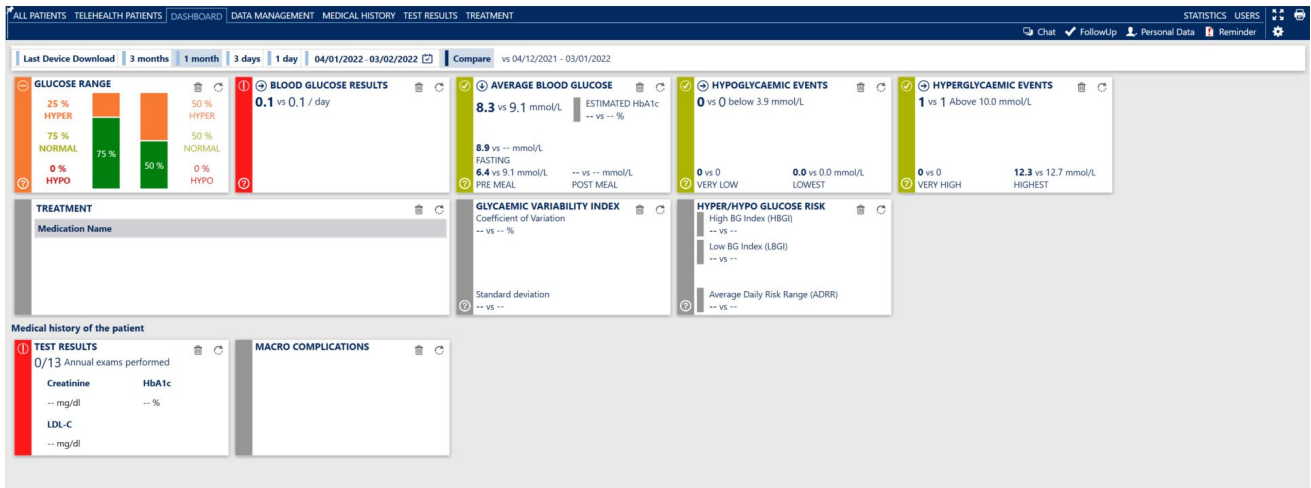 ALL PATIENTS TELEHEALTH PATIENTS DASHBOARD DATA MANAGEMENT MEDICAL HISTORY TEST RESULTS TREATMENT STATISTICS USERS
Chat FollowUp Personal Data Reminder
Last Device Download 3 months 1 month 3 days 1 day 04/01/2022 - 03/02/2022 Compare vs 04/12/2021 - 03/01/2022
GLUCOSE RANGE
25 %
HYPER
75 %
NORMAL
0 %
HYPO
75 %
50 %
50 %
HYPER
50 %
NORMAL
0 %
HYPO
BLOOD GLUCOSE RESULTS
0.1 vs 0.1 / day
AVERAGE BLOOD GLUCOSE
8.3 vs 9.1 mmol/L
ESTIMATED HbA1c
-- vs -- %
8.9 vs -- mmol/L
FASTING
6.4 vs 9.1 mmol/L
PRE MEAL
-- vs -- mmol/L
POST MEAL
HYPOGLYCAEMIC EVENTS
0 vs 0 below 3.9 mmol/L
0 vs 0
VERY LOW
0.0 vs 0.0 mmol/L
LOWEST
HYPERGLYCAEMIC EVENTS
1 vs 1 Above 10.0 mmol/L
0 vs 0
VERY HIGH
12.3 vs 12.7 mmol/L
HIGHEST
TREATMENT
Medication Name
GLYCAEMIC VARIABILITY INDEX
Coefficient of Variation
-- vs -- %
Standard deviation
-- vs --
HYPER/HYPO GLUCOSE RISK
High BG Index (HBGI)
-- vs --
Low BG Index (LBGI)
-- vs --
Average Daily Risk Range (ADRR)
-- vs --
Medical history of the patient
TEST RESULTS
0/13 Annual exams performed
Creatinine
-- mg/dl
HbA1c
-- %
LDL-C
-- mg/dl
MACRO COMPLICATIONS